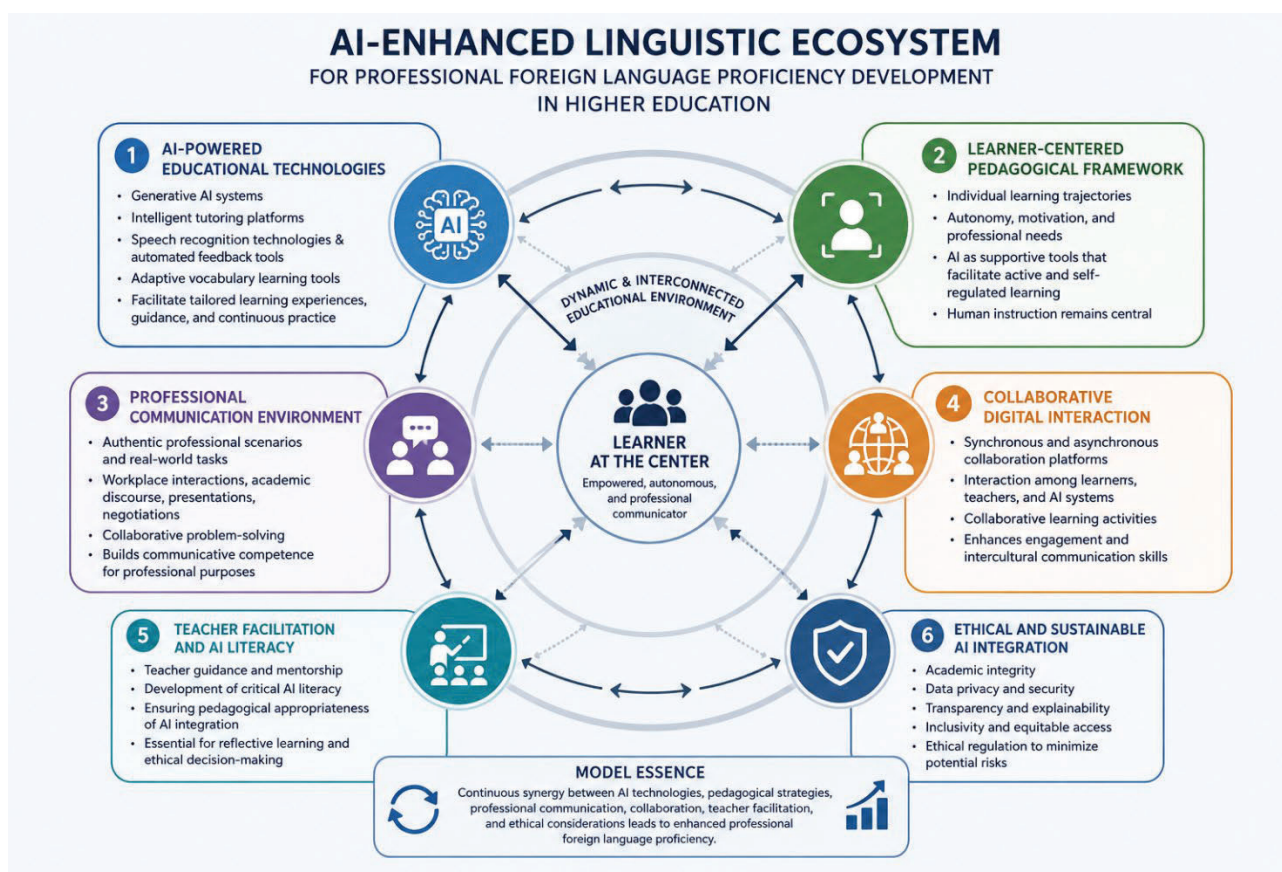 AI-ENHANCED LINGUISTIC ECOSYSTEM
FOR PROFESSIONAL FOREIGN LANGUAGE PROFICIENCY DEVELOPMENT
IN HIGHER EDUCATION
1
AI-POWERED
EDUCATIONAL TECHNOLOGIES
• Generative AI systems
• Intelligent tutoring platforms
• Speech recognition technologies &
automated feedback tools
• Adaptive vocabulary learning tools
• Facilitate tailored learning experiences,
guidance, and continuous practice
AI
2
LEARNER-CENTERED
PEDAGOGICAL FRAMEWORK
• Individual learning trajectories
• Autonomy, motivation, and
professional needs
• AI as supportive tools that
facilitate active and self-
regulated learning
• Human instruction remains central
DYNAMIC & INTERCONNECTED
EDUCATIONAL ENVIRONMENT
3
PROFESSIONAL
COMMUNICATION ENVIRONMENT
• Authentic professional scenarios
and real-world tasks
• Workplace interactions, academic
discourse, presentations,
negotiations
• Collaborative problem-solving
• Builds communicative competence
for professional purposes
LEARNER
AT THE CENTER
Empowered, autonomous,
and professional
communicator
4
COLLABORATIVE
DIGITAL INTERACTION
• Synchronous and asynchronous
collaboration platforms
• Interaction among learners,
teachers, and AI systems
• Collaborative learning activities
• Enhances engagement and
intercultural communication skills
5
TEACHER FACILITATION
AND AI LITERACY
• Teacher guidance and mentorship
• Development of critical AI literacy
• Ensuring pedagogical appropriateness
of AI integration
• Essential for reflective learning and
ethical decision-making
6
ETHICAL AND SUSTAINABLE
AI INTEGRATION
• Academic integrity
• Data privacy and security
• Transparency and explainability
• Inclusivity and equitable access
• Ethical regulation to minimize
potential risks
MODEL ESSENCE
Continuous synergy between AI technologies, pedagogical strategies,
professional communication, collaboration, teacher facilitation,
and ethical considerations leads to enhanced professional
foreign language proficiency.